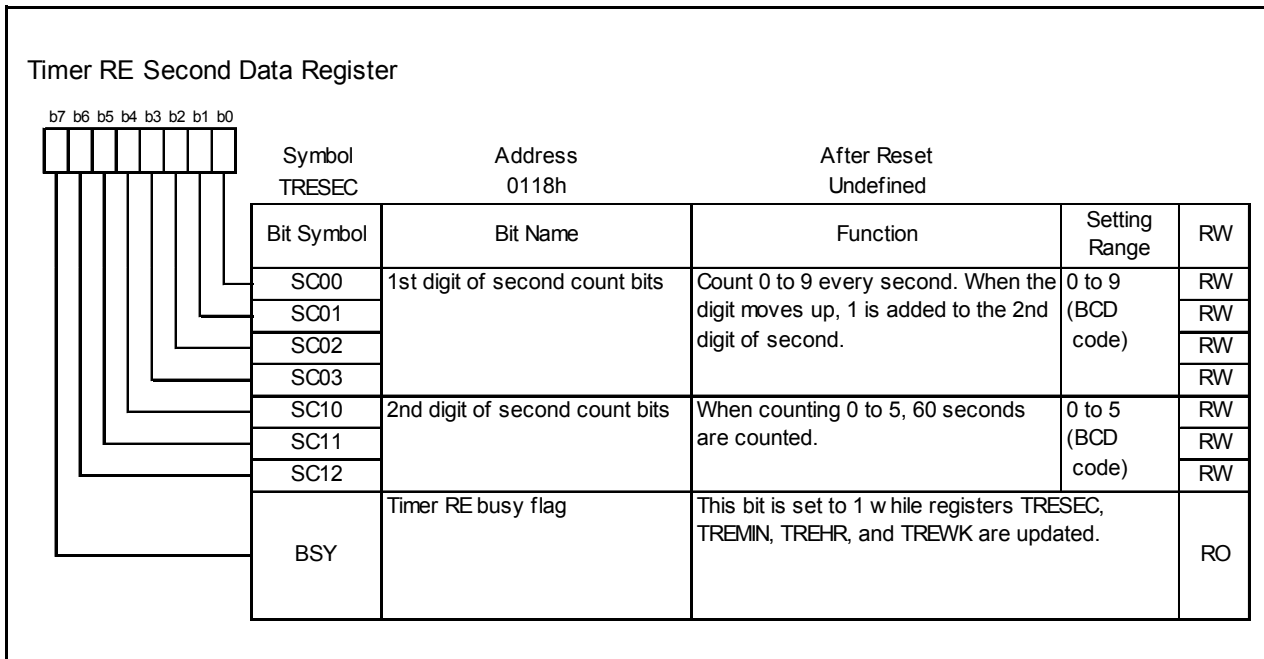 Timer RE Second Data Register
b7 b6 b5 b4 b3 b2 b1 b0
Symbol Address After Reset
TRESEC 0118h Undefined
Bit Symbol Bit Name Function Setting Range RW
SC00 1st digit of second count bits Count 0 to 9 every second. When the 0 to 9 RW
SC01 digit moves up, 1 is added to the 2nd (BCD RW
SC02 digit of second. code) RW
SC03 RW
SC10 2nd digit of second count bits When counting 0 to 5, 60 seconds 0 to 5 RW
SC11 are counted. (BCD RW
SC12 code) RW
Timer RE busy flag This bit is set to 1 w hile registers TRESEC,
TREMIN, TREHR, and TREWK are updated.
BSY RO